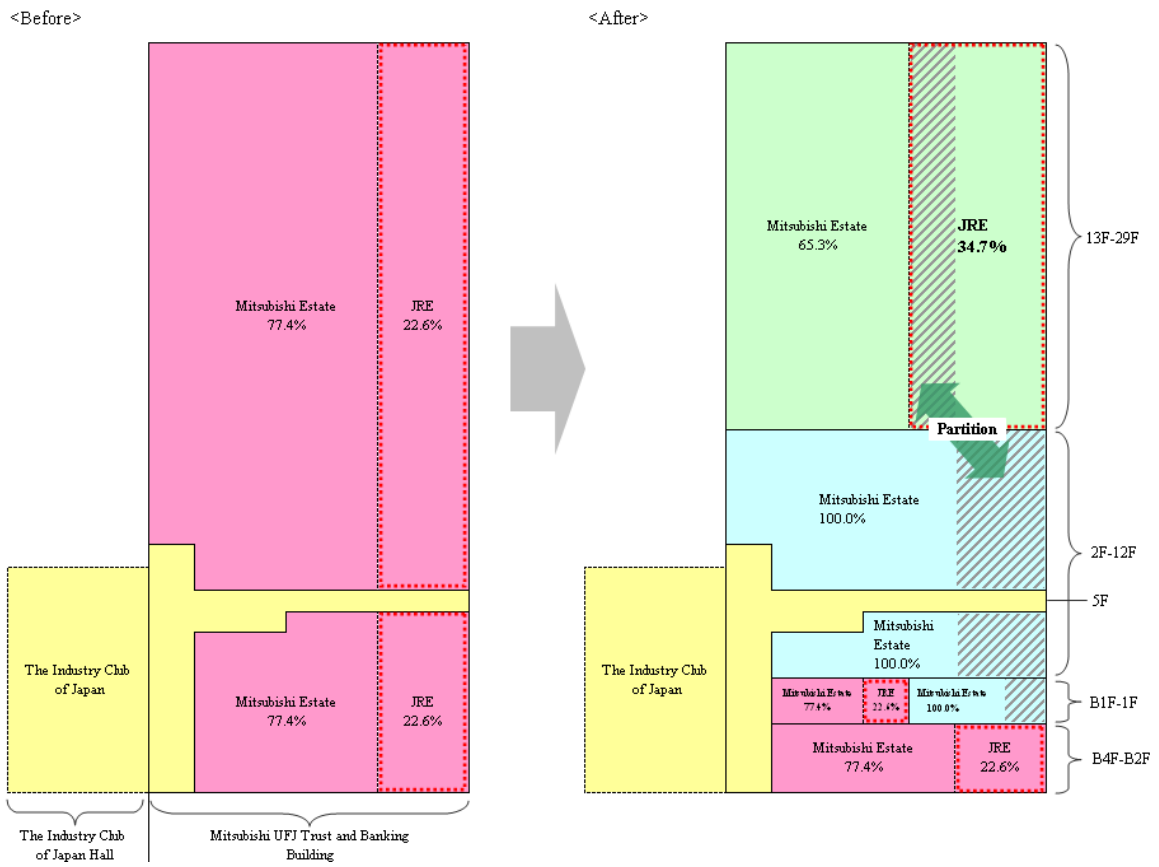 <Before>
Mitsubishi Estate
77.4%
JRE
22.6%
The Industry Club
of Japan
Mitsubishi Estate
77.4%
JRE
22.6%
The Industry Club
of Japan Hall
Mitsubishi UFJ Trust and Banking
Building
<After>
Mitsubishi Estate
65.3%
JRE
34.7%
13F-29F
Partition
Mitsubishi Estate
100.0%
2F-12F
5F
Mitsubishi
Estate
100.0%
The Industry Club
of Japan
Mitsubishi Estate
77.4%
JRE
22.6%
Mitsubishi Estate
100.0%
B1F-1F
Mitsubishi Estate
77.4%
JRE
22.6%
B4F-B2F